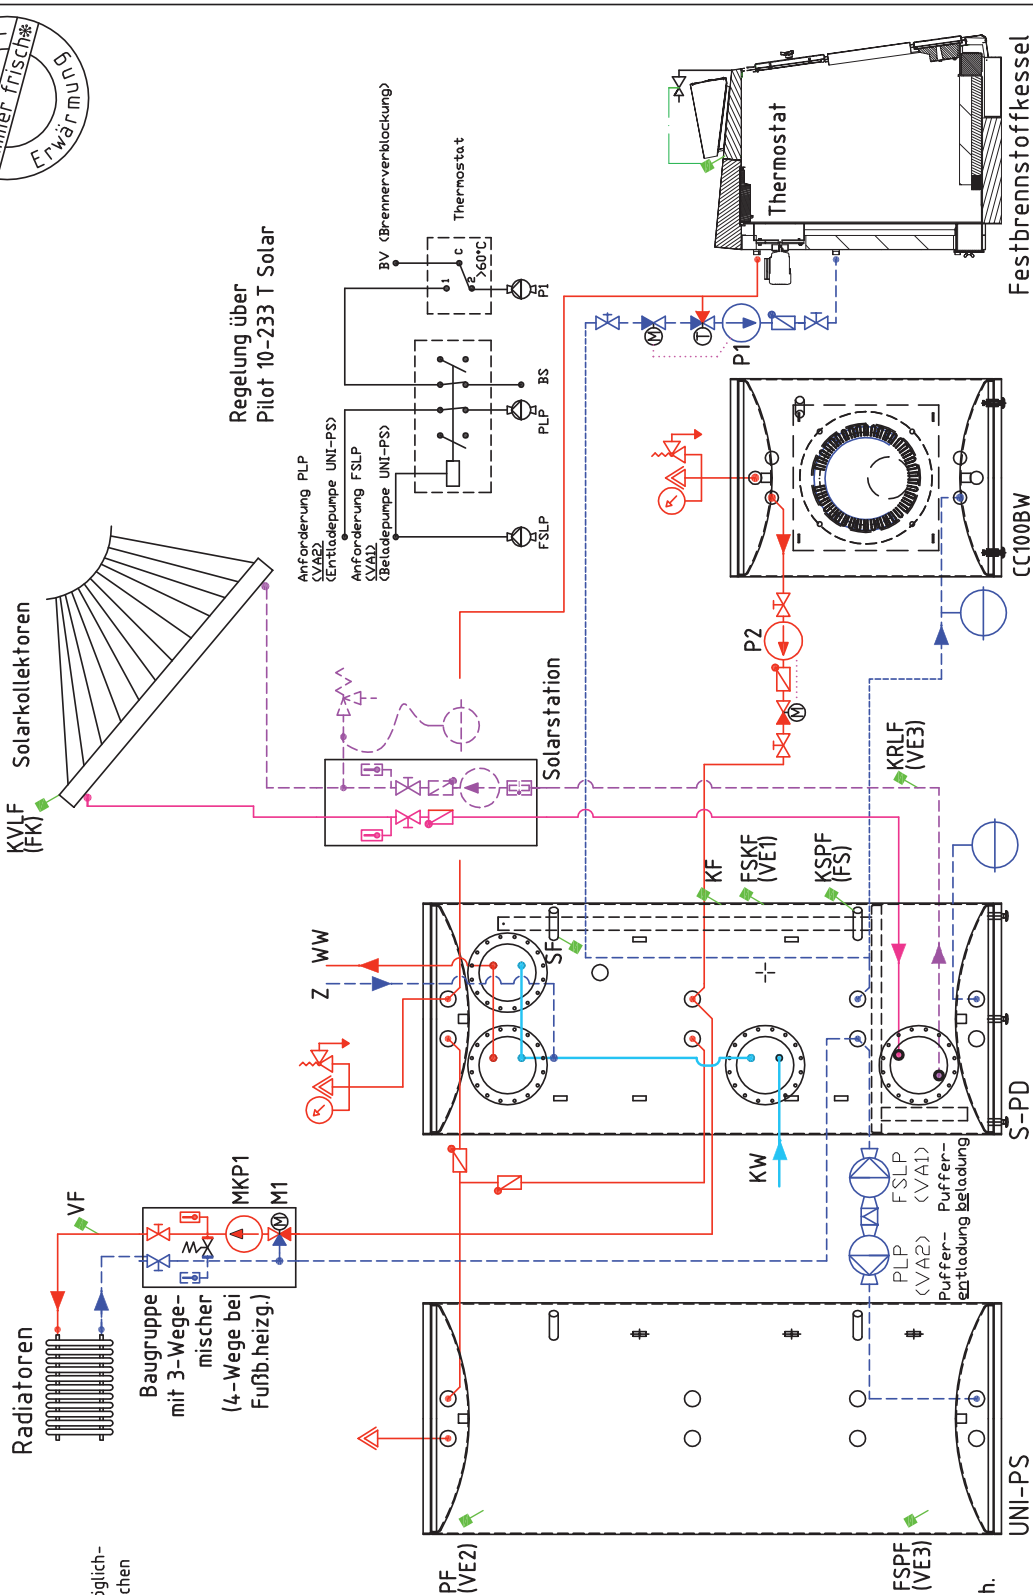 ner frisch*
Erwärmung
Solarkollektoren
KVLF
(FK)
Regelung über
Pilot 10-233 T Solar
Anforderung PLP
(VA2)
(Entladepumpe UNI-PS)
Anforderung FSLP
(VA1)
(Beladepumpe UNI-PS)
BV (Brennerverblockung)
Thermostat
1
C
2
>60°C
P1
BS
PLP
FSLP
Thermostat
Festbrennstoffkessel
M
T
P1
CC100BW
P2
M
Solarstation
KRLF
(VE3)
WW
Z
SF
KF
FSKF
(VE1)
KSPF
(FS)
KW
S-PD
Radiatoren
VF
MKP1
M
M1
Baugruppe
mit 3-Wege-
mischer
(4-Wege bei
Fußb.heizg.)
PLP
(VA2)
Puffer-
entladung
FSLP
(VA1)
Puffer-
beladung
PF
(VE2)
FSPF
(VE3)
UNI-PS
öglich-
chen
h.